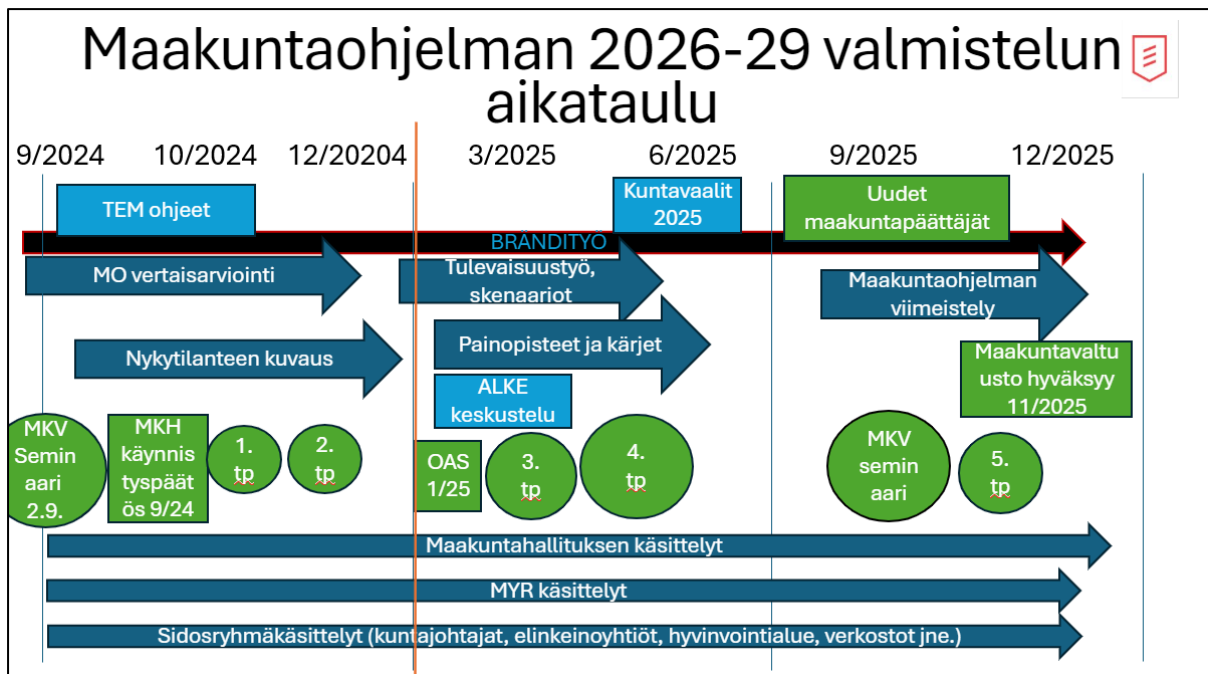 Maakuntaohjelman 2026-29 valmistelun
aikataulu
9/2024
10/2024
12/20204
3/2025
6/2025
9/2025
12/2025
TEM ohjeet
Kuntavaalit
2025
Uudet
maakuntapäättäjät
BRÄNDITYÖ
MO vertaisarviointi
Tulevaisuustyö,
skenaariot
Maakuntaohjelman
viimeistely
Nykytilanteen kuvaus
Painopisteet ja kärjet
Maakuntavaltu
usto hyväksyy
11/2025
ALKE
keskustelu
MKV
Semin
aari
2.9.
MKH
käynnis
tyspäät
ös 9/24
1.
tp
2.
tp
OAS
1/25
3.
tp
4.
tp
MKV
semin
aari
5.
tp
Maakuntahallituksen käsittelyt
MYR käsittelyt
Sidosryhmäkäsittelyt (kuntajohtajat, elinkeinoyhtiöt, hyvinvointialue, verkostot jne.)